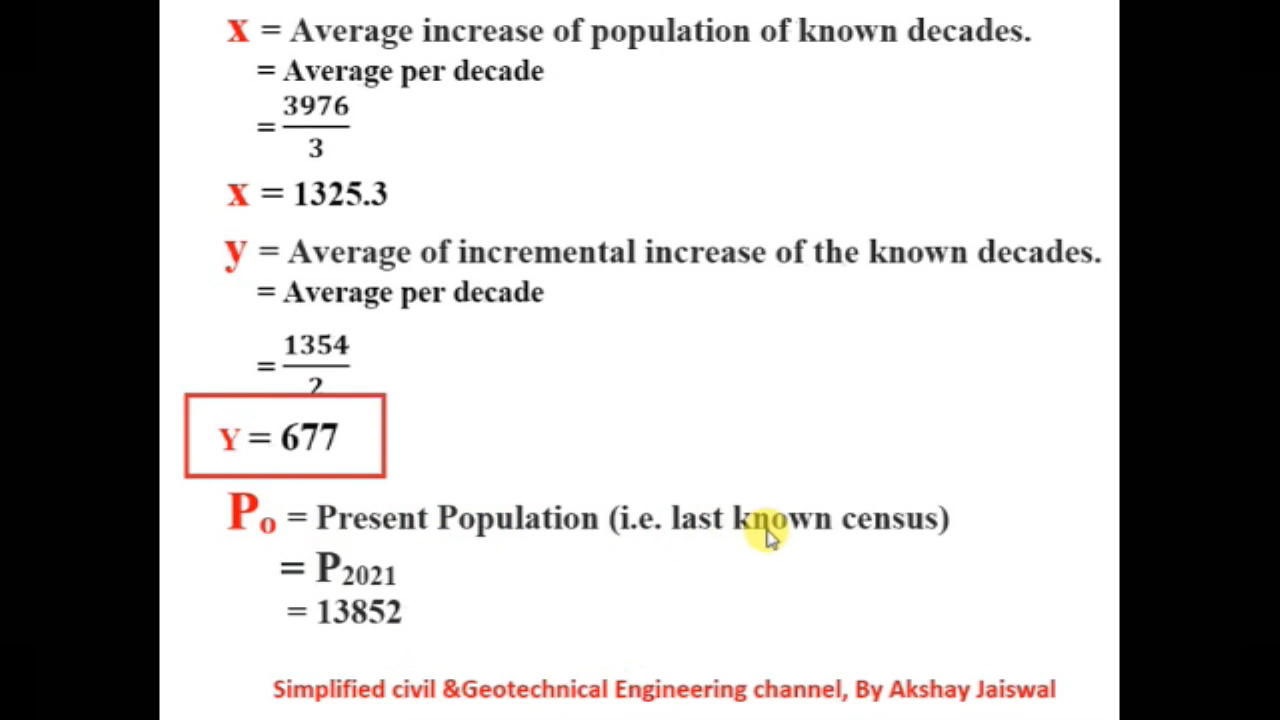 x = Average increase of population of known decades.
= Average per decade
= 3976
3
x = 1325.3
y = Average of incremental increase of the known decades.
= Average per decade
= 1354
2
Y = 677
Po = Present Population (i.e. last known census)
= P2021
= 13852
Simplified civil &Geotechnical Engineering channel, By Akshay Jaiswal